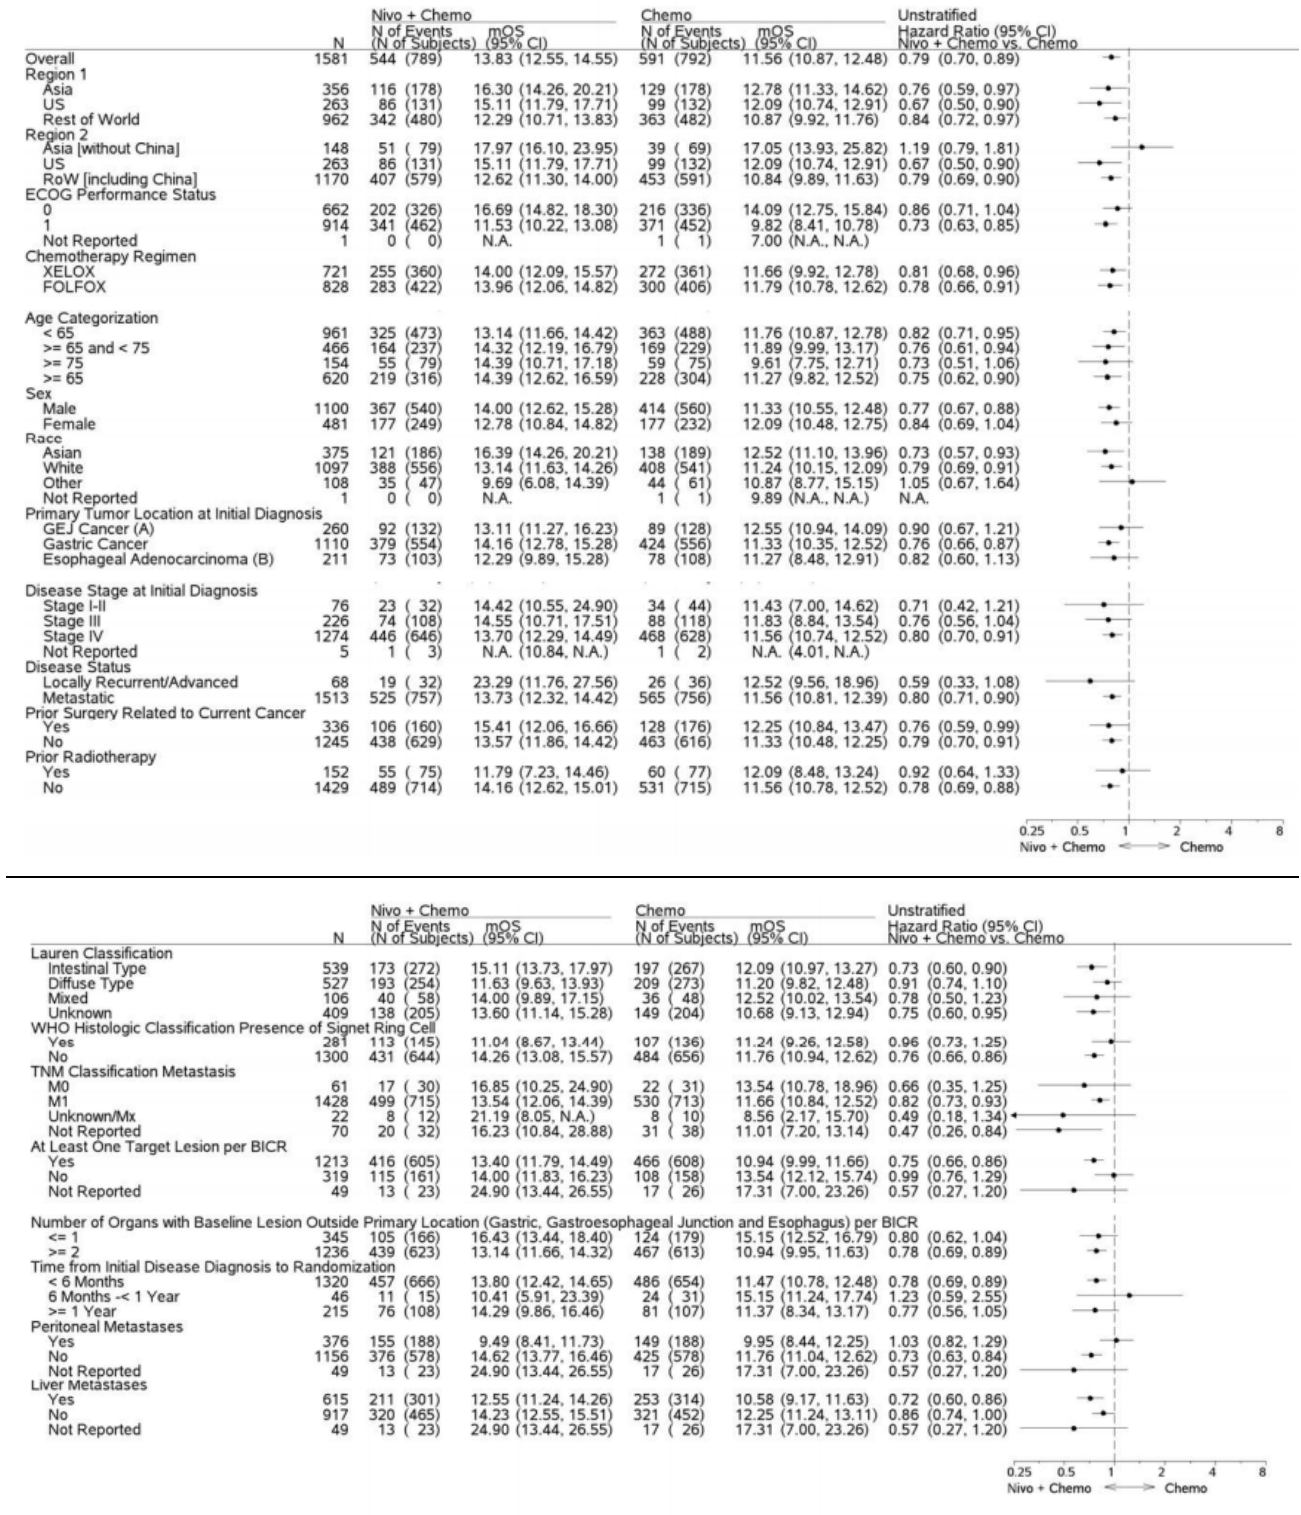 Nivo + Chemo Chemo Unstratified
N of Events mOS N of Events mOS Hazard Ratio (95% CI)
N (N of Subjects) (95% CI) (N of Subjects) (95% CI) Nivo + Chemo vs. Chemo
Overall 1581 544 (789) 13.83 (12.55, 14.55) 591 (792) 11.56 (10.87, 12.48) 0.79 (0.70, 0.89)
Region 1
Asia 356 116 (178) 16.30 (14.26, 20.21) 129 (178) 12.78 (11.33, 14.62) 0.76 (0.59, 0.97)
US 263 86 (131) 15.11 (11.79, 17.71) 99 (132) 12.09 (10.74, 12.91) 0.67 (0.50, 0.90)
Rest of World 962 342 (480) 12.29 (10.71, 13.83) 363 (482) 10.87 (9.92, 11.76) 0.84 (0.72, 0.97)
Region 2
Asia [without China] 148 51 ( 79) 17.97 (16.10, 23.95) 39 ( 69) 17.05 (13.93, 25.82) 1.19 (0.79, 1.81)
US 263 86 (131) 15.11 (11.79, 17.71) 99 (132) 12.09 (10.74, 12.91) 0.67 (0.50, 0.90)
RoW [including China] 1170 407 (579) 12.62 (11.30, 14.00) 453 (591) 10.84 (9.89, 11.63) 0.79 (0.69, 0.90)
ECOG Performance Status
0 662 202 (326) 16.69 (14.82, 18.30) 216 (336) 14.09 (12.75, 15.84) 0.86 (0.71, 1.04)
1 914 341 (462) 11.53 (10.22, 13.08) 371 (452) 9.82 (8.41, 10.78) 0.73 (0.63, 0.85)
Not Reported 1 0 ( 0) N.A. 1 ( 1) 7.00 (N.A., N.A.)
Chemotherapy Regimen
XELOX 721 255 (360) 14.00 (12.09, 15.57) 272 (361) 11.66 (9.92, 12.78) 0.81 (0.68, 0.96)
FOLFOX 828 283 (422) 13.96 (12.06, 14.82) 300 (406) 11.79 (10.78, 12.62) 0.78 (0.66, 0.91)
Age Categorization
< 65 961 325 (473) 13.14 (11.66, 14.42) 363 (488) 11.76 (10.87, 12.78) 0.82 (0.71, 0.95)
>= 65 and < 75 466 164 (237) 14.32 (12.19, 16.79) 169 (229) 11.89 (9.99, 13.17) 0.76 (0.61, 0.94)
>= 75 154 55 ( 79) 14.39 (10.71, 17.18) 59 ( 75) 9.61 (7.75, 12.71) 0.73 (0.51, 1.06)
>= 65 620 219 (316) 14.39 (12.62, 16.59) 228 (304) 11.27 (9.82, 12.52) 0.75 (0.62, 0.90)
Sex
Male 1100 367 (540) 14.00 (12.62, 15.28) 414 (560) 11.33 (10.55, 12.48) 0.77 (0.67, 0.88)
Female 481 177 (249) 12.78 (10.84, 14.82) 177 (232) 12.09 (10.48, 12.75) 0.84 (0.69, 1.04)
Race
Asian 375 121 (186) 16.39 (14.26, 20.21) 138 (189) 12.52 (11.10, 13.96) 0.73 (0.57, 0.93)
White 1097 388 (556) 13.14 (11.63, 14.26) 408 (541) 11.24 (10.15, 12.09) 0.79 (0.69, 0.91)
Other 108 35 ( 47) 9.69 (6.08, 14.39) 44 ( 61) 10.87 (8.77, 15.15) 1.05 (0.67, 1.64)
Not Reported 1 0 ( 0) N.A. 1 ( 1) 9.89 (N.A., N.A.) N.A.
Primary Tumor Location at Initial Diagnosis
GEJ Cancer (A) 260 92 (132) 13.11 (11.27, 16.23) 89 (128) 12.55 (10.94, 14.09) 0.90 (0.67, 1.21)
Gastric Cancer 1110 379 (554) 14.16 (12.78, 15.28) 424 (556) 11.33 (10.35, 12.52) 0.76 (0.66, 0.87)
Esophageal Adenocarcinoma (B) 211 73 (103) 12.29 (9.89, 15.28) 78 (108) 11.27 (8.48, 12.91) 0.82 (0.60, 1.13)
Disease Stage at Initial Diagnosis
Stage I-II 76 23 ( 32) 14.42 (10.55, 24.90) 34 ( 44) 11.43 (7.00, 14.62) 0.71 (0.42, 1.21)
Stage III 226 74 (108) 14.55 (10.71, 17.51) 88 (118) 11.83 (8.84, 13.54) 0.76 (0.56, 1.04)
Stage IV 1274 446 (646) 13.70 (12.29, 14.49) 468 (628) 11.56 (10.74, 12.52) 0.80 (0.70, 0.91)
Not Reported 5 1 ( 3) N.A. (10.84, N.A.) 1 ( 2) N.A. (4.01, N.A.)
Disease Status
Locally Recurrent/Advanced 68 19 ( 32) 23.29 (11.76, 27.56) 26 ( 36) 12.52 (9.56, 18.96) 0.59 (0.33, 1.08)
Metastatic 1513 525 (757) 13.73 (12.32, 14.42) 565 (756) 11.56 (10.81, 12.39) 0.80 (0.71, 0.90)
Prior Surgery Related to Current Cancer
Yes 336 106 (160) 15.41 (12.06, 16.66) 128 (176) 12.25 (10.84, 13.47) 0.76 (0.59, 0.99)
No 1245 438 (629) 13.57 (11.86, 14.42) 463 (616) 11.33 (10.48, 12.25) 0.79 (0.70, 0.91)
Prior Radiotherapy
Yes 152 55 ( 75) 11.79 (7.23, 14.46) 60 ( 77) 12.09 (8.48, 13.24) 0.92 (0.64, 1.33)
No 1429 489 (714) 14.16 (12.62, 15.01) 531 (715) 11.56 (10.78, 12.52) 0.78 (0.69, 0.88)
0.25 0.5 1 2 4 8
Nivo + Chemo Chemo
Nivo + Chemo Chemo Unstratified
N of Events mOS N of Events mOS Hazard Ratio (95% CI)
N (N of Subjects) (95% CI) (N of Subjects) (95% CI) Nivo + Chemo vs. Chemo
Lauren Classification
Intestinal Type 539 173 (272) 15.11 (13.73, 17.97) 197 (267) 12.09 (10.97, 13.27) 0.73 (0.60, 0.90)
Diffuse Type 527 193 (254) 11.63 (9.63, 13.93) 209 (273) 11.20 (9.82, 12.48) 0.91 (0.74, 1.10)
Mixed 106 40 ( 58) 14.00 (9.89, 17.15) 36 ( 48) 12.52 (10.02, 13.54) 0.78 (0.50, 1.23)
Unknown 409 138 (205) 13.60 (11.14, 15.28) 149 (204) 10.68 (9.13, 12.94) 0.75 (0.60, 0.95)
WHO Histologic Classification Presence of Signet Ring Cell
Yes 281 113 (145) 11.04 (8.67, 13.44) 107 (136) 11.24 (9.26, 12.58) 0.96 (0.73, 1.25)
No 1300 431 (644) 14.26 (13.08, 15.57) 484 (656) 11.76 (10.94, 12.62) 0.76 (0.66, 0.86)
TNM Classification Metastasis
M0 61 17 ( 30) 16.85 (10.25, 24.90) 22 ( 31) 13.54 (10.78, 18.96) 0.66 (0.35, 1.25)
M1 1428 499 (715) 13.54 (12.06, 14.39) 530 (713) 11.66 (10.84, 12.52) 0.82 (0.73, 0.93)
Unknown/Mx 22 8 ( 12) 21.19 (8.05, N.A.) 8 ( 10) 8.56 (2.17, 15.70) 0.49 (0.18, 1.34)
Not Reported 70 20 ( 32) 16.23 (10.84, 28.88) 31 ( 38) 11.01 (7.20, 13.14) 0.47 (0.26, 0.84)
At Least One Target Lesion per BICR
Yes 1213 416 (605) 13.40 (11.79, 14.49) 466 (608) 10.94 (9.99, 11.66) 0.75 (0.66, 0.86)
No 319 115 (161) 14.00 (11.83, 16.23) 108 (158) 13.54 (12.12, 15.74) 0.99 (0.76, 1.29)
Not Reported 49 13 ( 23) 24.90 (13.44, 26.55) 17 ( 26) 17.31 (7.00, 23.26) 0.57 (0.27, 1.20)
Number of Organs with Baseline Lesion Outside Primary Location (Gastric, Gastroesophageal Junction and Esophagus) per BICR
<= 1 345 105 (166) 16.43 (13.44, 18.40) 124 (179) 15.15 (12.52, 16.79) 0.80 (0.62, 1.04)
>= 2 1236 439 (623) 13.14 (11.66, 14.32) 467 (613) 10.94 (9.95, 11.63) 0.78 (0.69, 0.89)
Time from Initial Disease Diagnosis to Randomization
< 6 Months 1320 457 (666) 13.80 (12.42, 14.65) 486 (654) 11.47 (10.78, 12.48) 0.78 (0.69, 0.89)
6 Months -< 1 Year 46 11 ( 15) 10.41 (5.91, 23.39) 24 ( 31) 15.15 (11.24, 17.74) 1.23 (0.59, 2.55)
>= 1 Year 215 76 (108) 14.29 (9.86, 16.46) 81 (107) 11.37 (8.34, 13.17) 0.77 (0.56, 1.05)
Peritoneal Metastases
Yes 376 155 (188) 9.49 (8.41, 11.73) 149 (188) 9.95 (8.44, 12.25) 1.03 (0.82, 1.29)
No 1156 376 (578) 14.62 (13.77, 16.46) 425 (578) 11.76 (11.04, 12.62) 0.73 (0.63, 0.84)
Not Reported 49 13 ( 23) 24.90 (13.44, 26.55) 17 ( 26) 17.31 (7.00, 23.26) 0.57 (0.27, 1.20)
Liver Metastases
Yes 615 211 (301) 12.55 (11.24, 14.26) 253 (314) 10.58 (9.17, 11.63) 0.72 (0.60, 0.86)
No 917 320 (465) 14.23 (12.55, 15.51) 321 (452) 12.25 (11.24, 13.11) 0.86 (0.74, 1.00)
Not Reported 49 13 ( 23) 24.90 (13.44, 26.55) 17 ( 26) 17.31 (7.00, 23.26) 0.57 (0.27, 1.20)
0.25 0.5 1 2 4 8
Nivo + Chemo Chemo